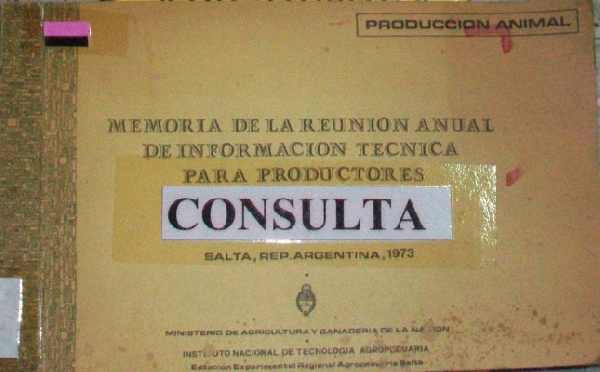 PRODUCCION ANIMAL
MEMORIA DE LA REUNION ANUAL
DE INFORMACION TECNICA
PARA PRODUCTORES
CONSULTA
SALTA, REP. ARGENTINA, 1973
MINISTERIO DE AGRICULTURA Y GANADERIA DE LA NACION
INSTITUTO NACIONAL DE TECNOLOGIA AGROPECUARIA
Estación Experimental Regional Agropecuaria Salta